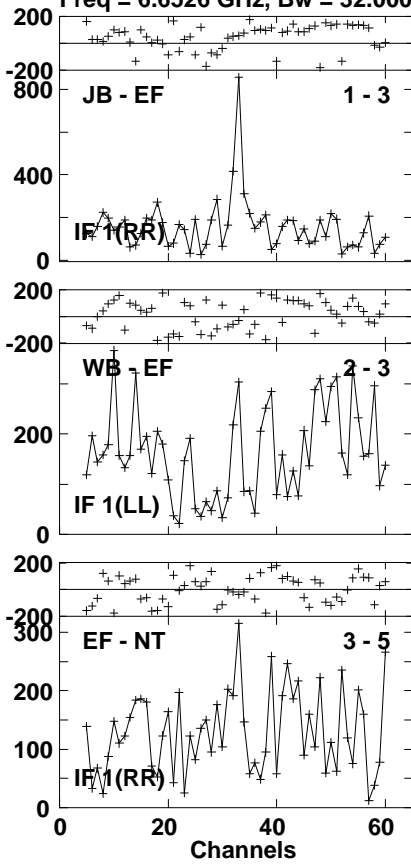 Freq = 6.6526 GHz, Bw = 32.000
200
-200
800
JB - EF 1 - 3
400
IF 1(RR)
0
200
-200
WB - EF 2 - 3
200
IF 1(LL)
0
200
-200
300
EF - NT 3 - 5
200
100
IF 1(RR)
0
0 20 40 60
Channels